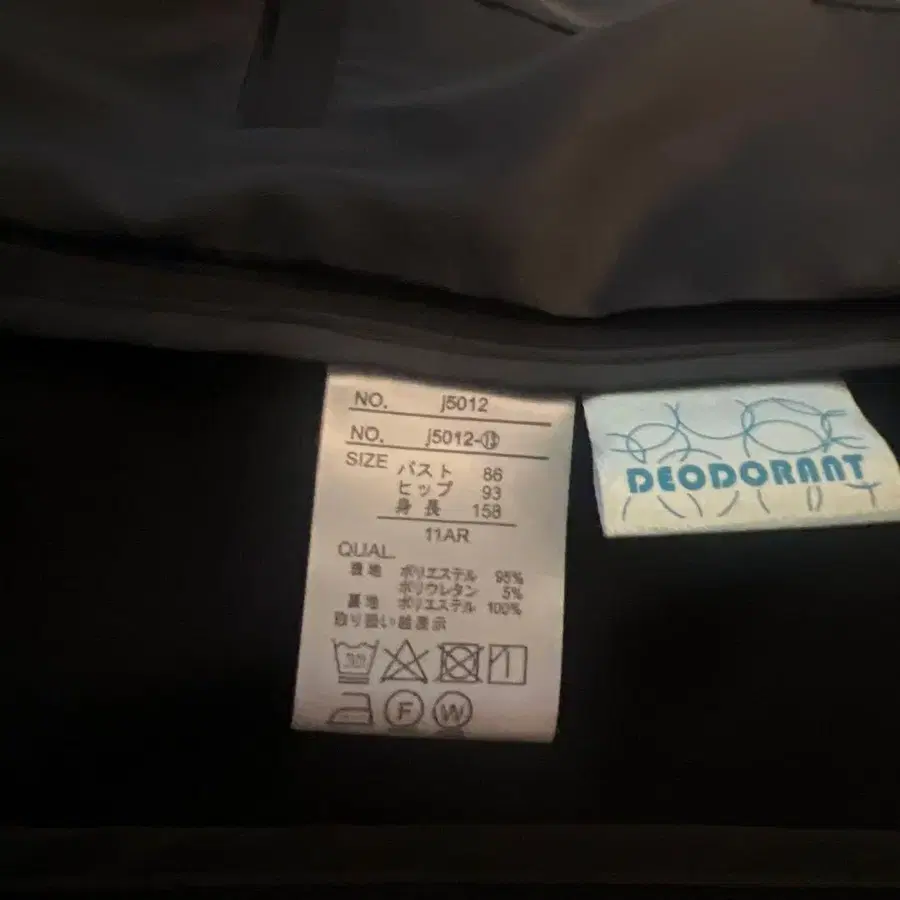 NO. j5012
NO. j5012-⑬
SIZE バスト 86
ヒップ 93
身長 158
11AR
QUAL.
表地 ポリエステル 95%
ポリウレタン 5%
裏地 ポリエステル 100%
取り扱い絵表示
30
F W
DEODORANT